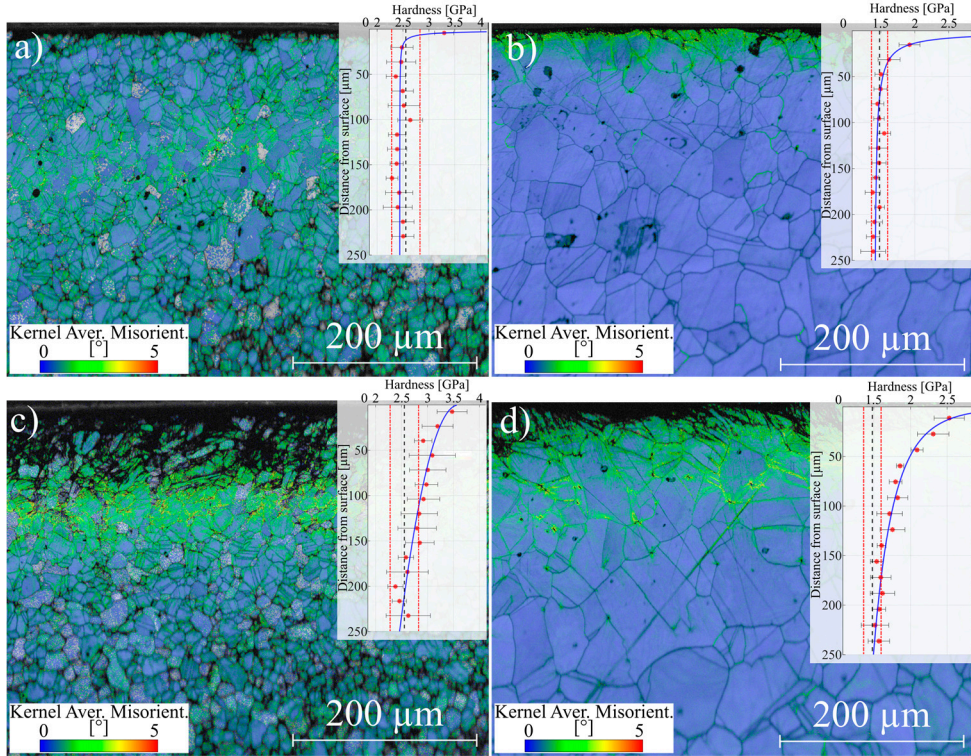 a)
Hardness [GPa]
2 2.5 3 3.5 4
0
50
100
150
200
250
Distance from surface [µm]
Kernel Aver. Misorient.
0 [°] 5
200 µm
b)
Hardness [GPa]
1 1.5 2 2.5
0
50
100
150
200
250
Distance from surface [µm]
Kernel Aver. Misorient.
0 [°] 5
200 µm
c)
Hardness [GPa]
2 2.5 3 3.5 4
0
50
100
150
200
250
Distance from surface [µm]
Kernel Aver. Misorient.
0 [°] 5
200 µm
d)
Hardness [GPa]
1 1.5 2 2.5
0
50
100
150
200
250
Distance from surface [µm]
Kernel Aver. Misorient.
0 [°] 5
200 µm